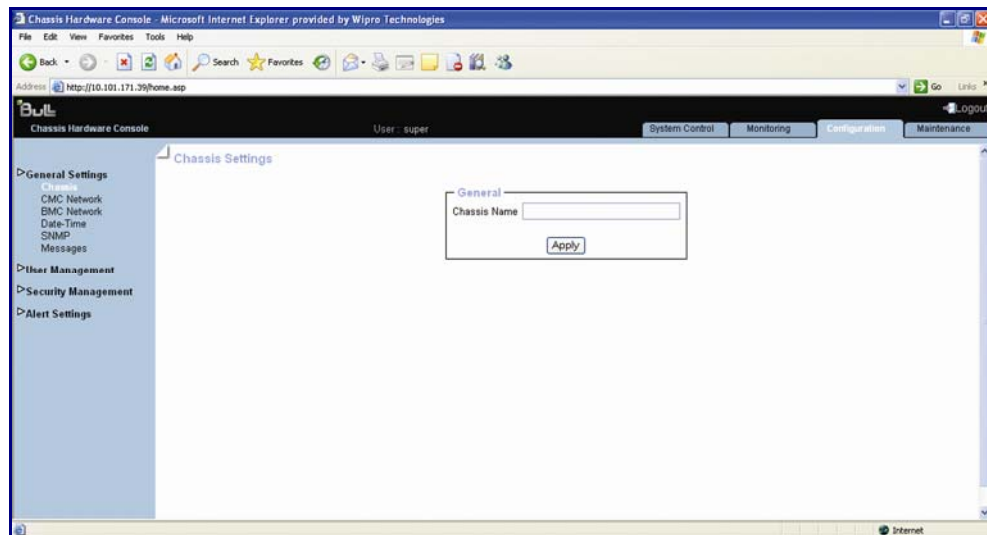 Chassis Hardware Console - Microsoft Internet Explorer provided by Wipro Technologies
File Edit View Favorites Tools Help
Back Search Favorites
Address http://10.101.171.39/home.asp Go Links »
Bull
Logou
Chassis Hardware Console User : super System Control Monitoring Configuration Maintenance
Chassis Settings
General Settings
Chassis
CMC Network
BMC Network
Date-Time
SNMP
Messages
User Management
Security Management
Alert Settings
General
Chassis Name
Apply
Internet